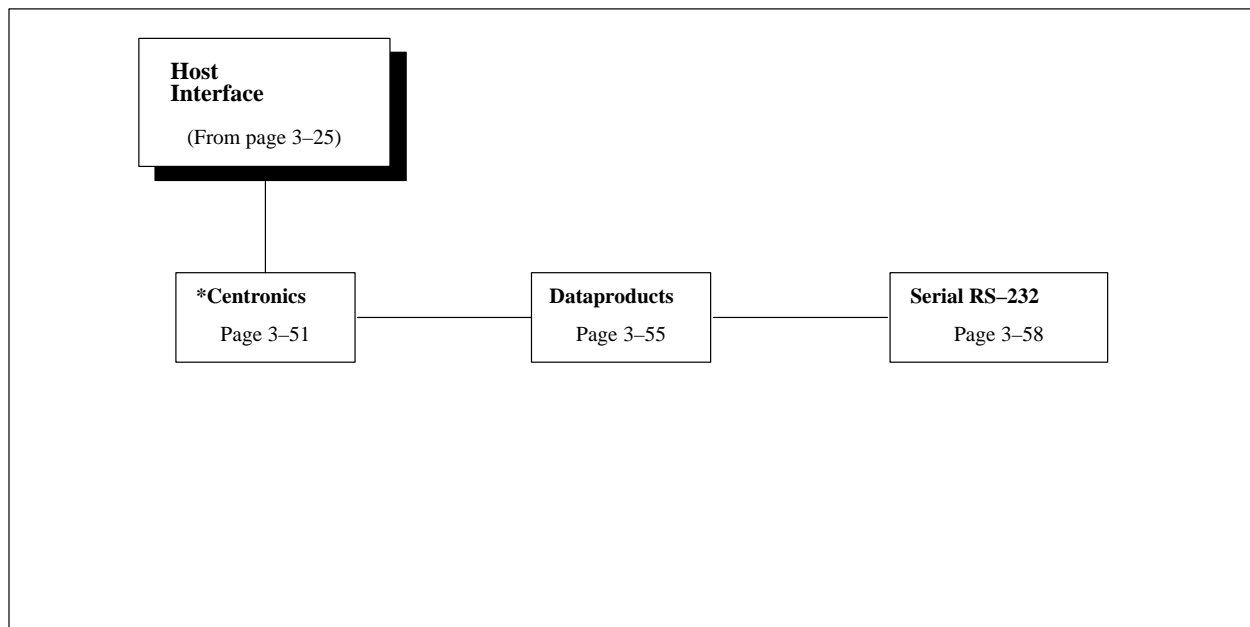 Host
Interface
(From page 3–25)
*Centronics
Page 3–51
Dataproducts
Page 3–55
Serial RS–232
Page 3–58